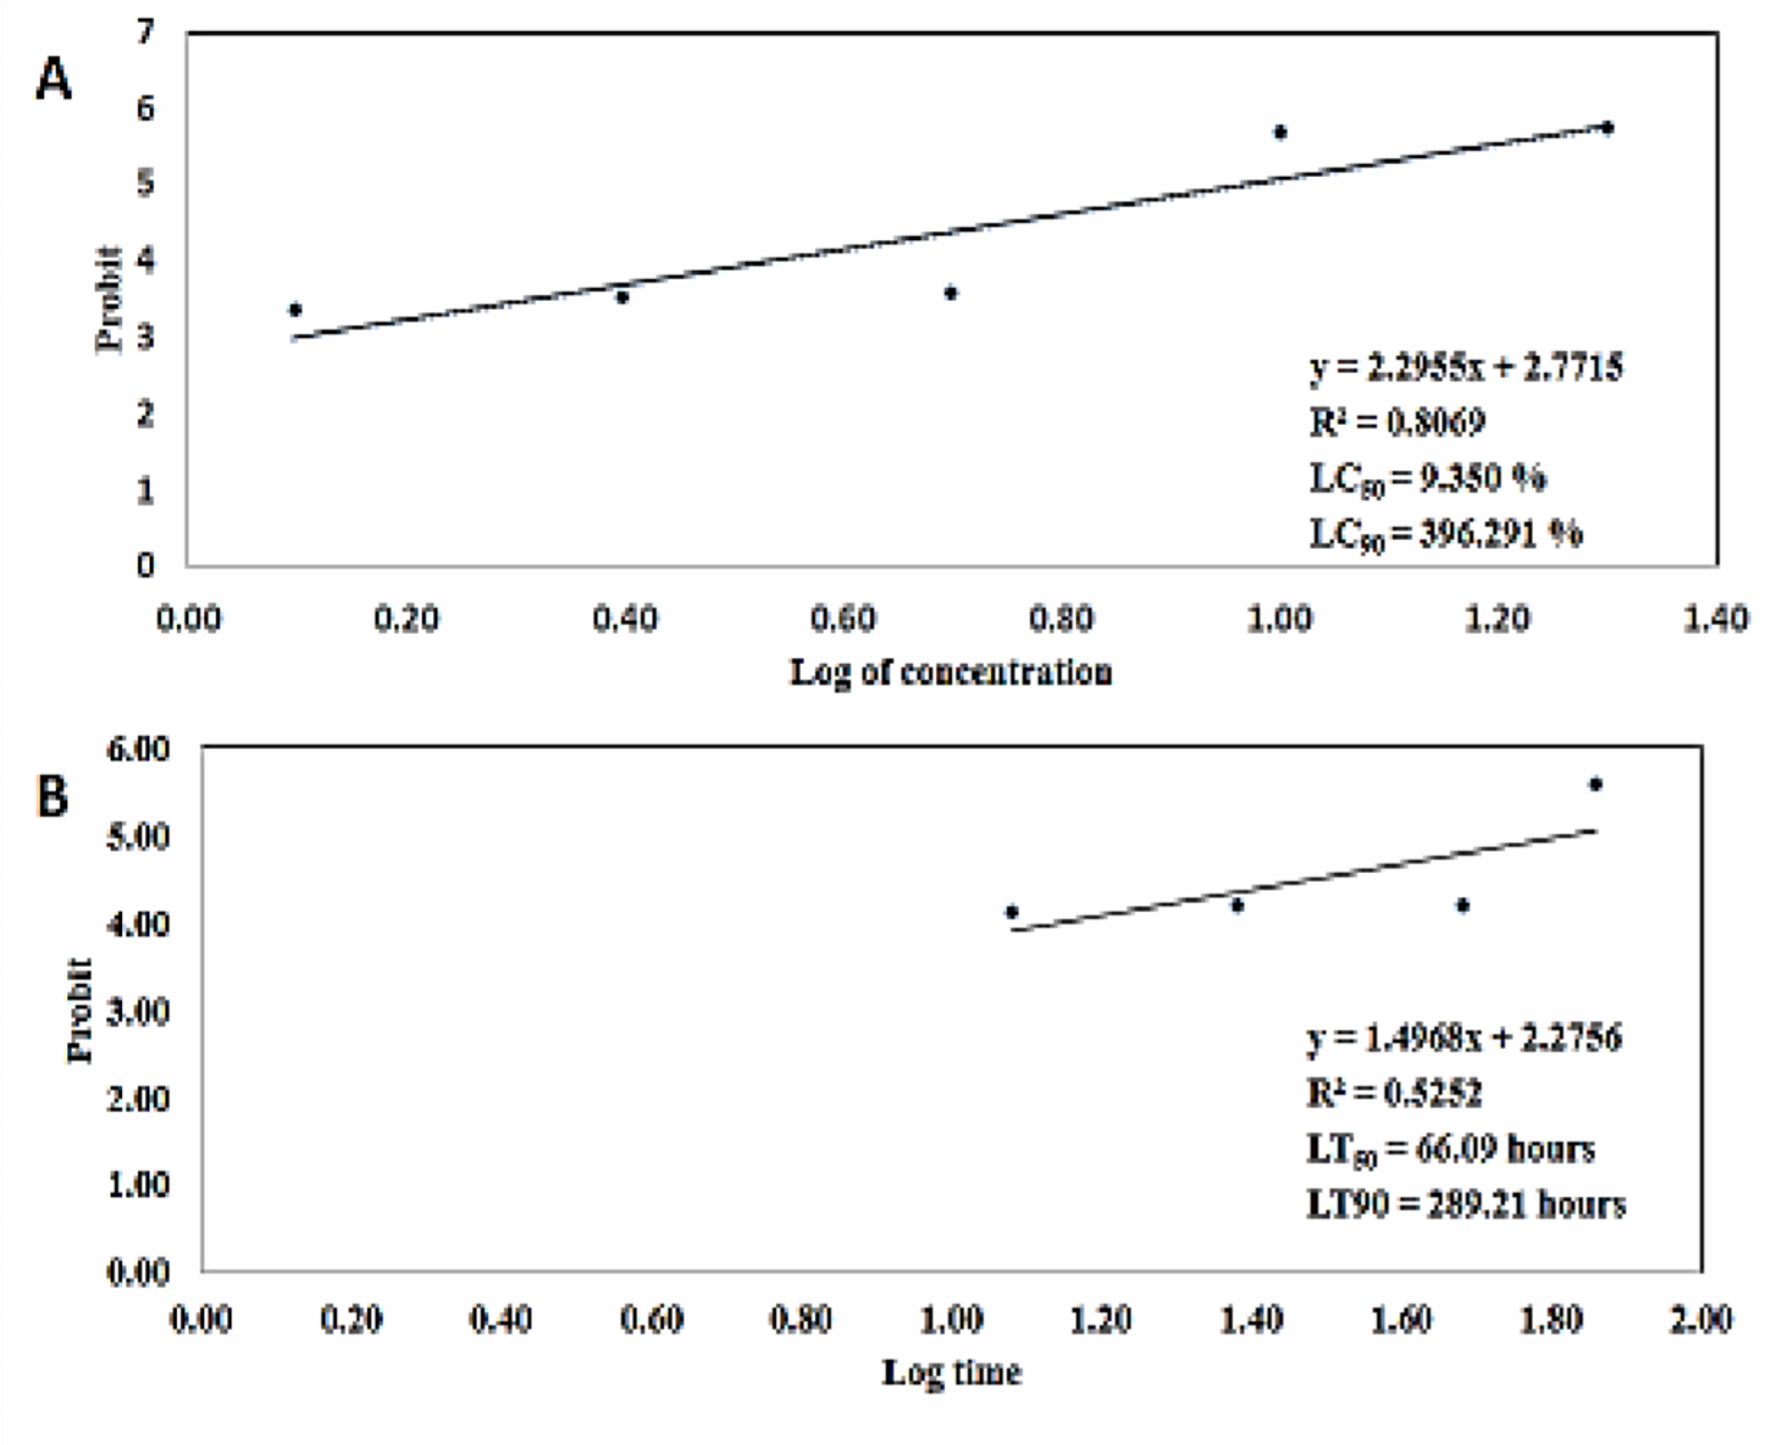 A
7
6
5
4
3
2
1
0
Probit
y = 2.2955x + 2.7715
R² = 0.8069
LC₅₀ = 9.350 %
LC₉₀ = 396.291 %
0.00 0.20 0.40 0.60 0.80 1.00 1.20 1.40
Log of concentration
B
6.00
5.00
4.00
3.00
2.00
1.00
0.00
Probit
y = 1.4968x + 2.2756
R² = 0.5252
LT₅₀ = 66.09 hours
LT90 = 289.21 hours
0.00 0.20 0.40 0.60 0.80 1.00 1.20 1.40 1.60 1.80 2.00
Log time